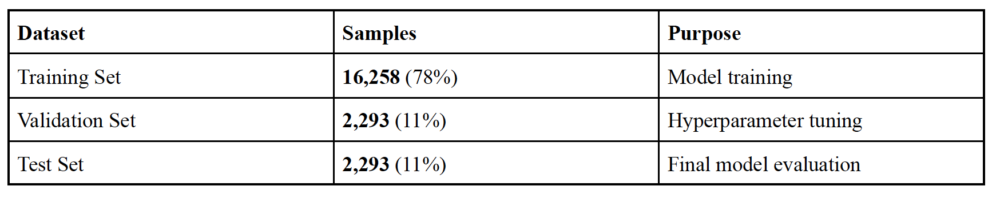 Dataset Samples Purpose
Training Set 16,258 (78%) Model training
Validation Set 2,293 (11%) Hyperparameter tuning
Test Set 2,293 (11%) Final model evaluation